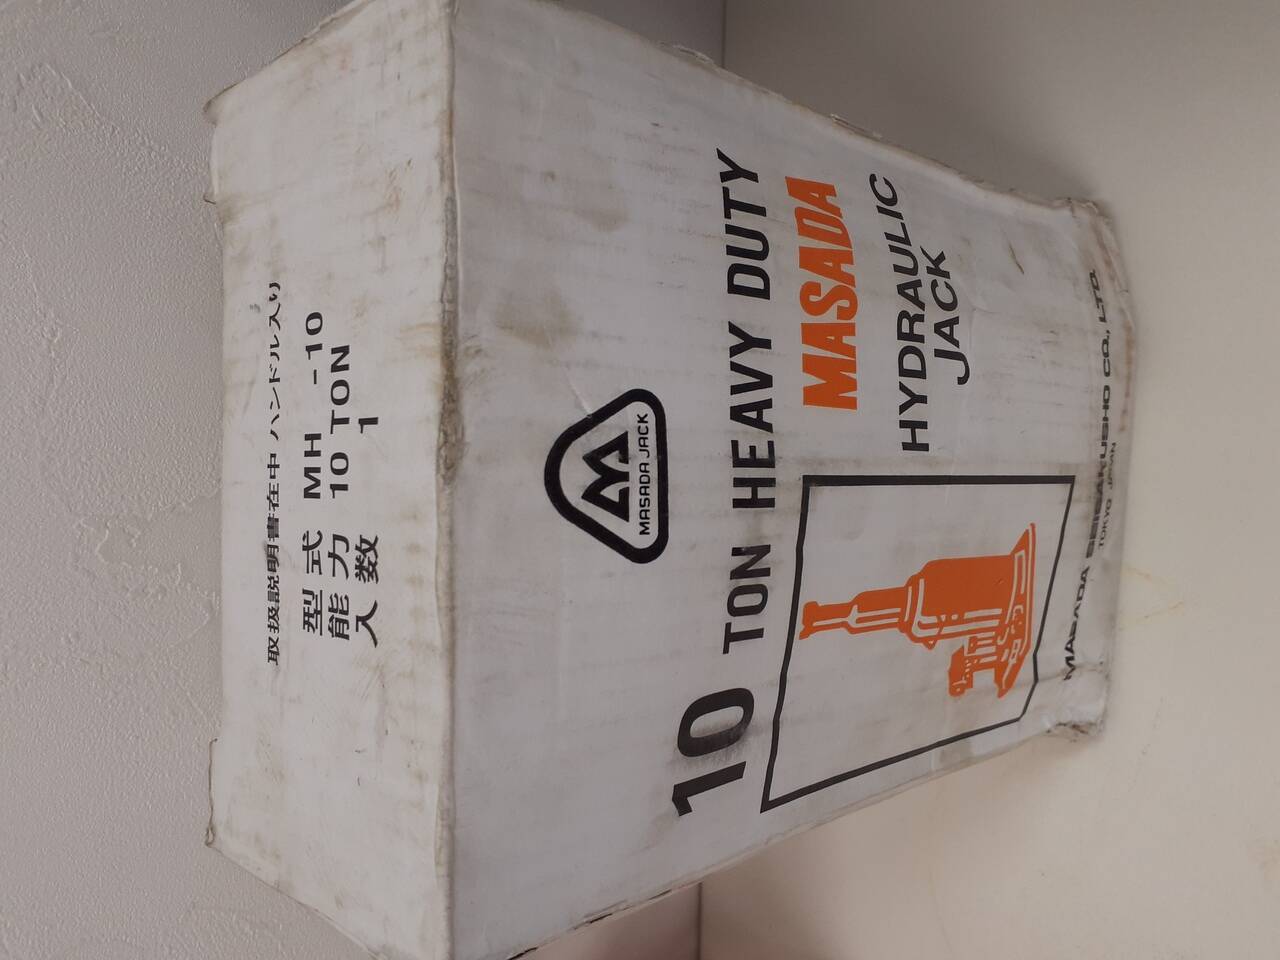 取扱説明書在中 ハンドル入り
型式 MH -10
能力 10 TON
入数 1
MASADA JACK
10 TON HEAVY DUTY
MASADA
HYDRAULIC
JACK
MASADA SEISAKUSHO CO., LTD.
TOKYO JAPAN